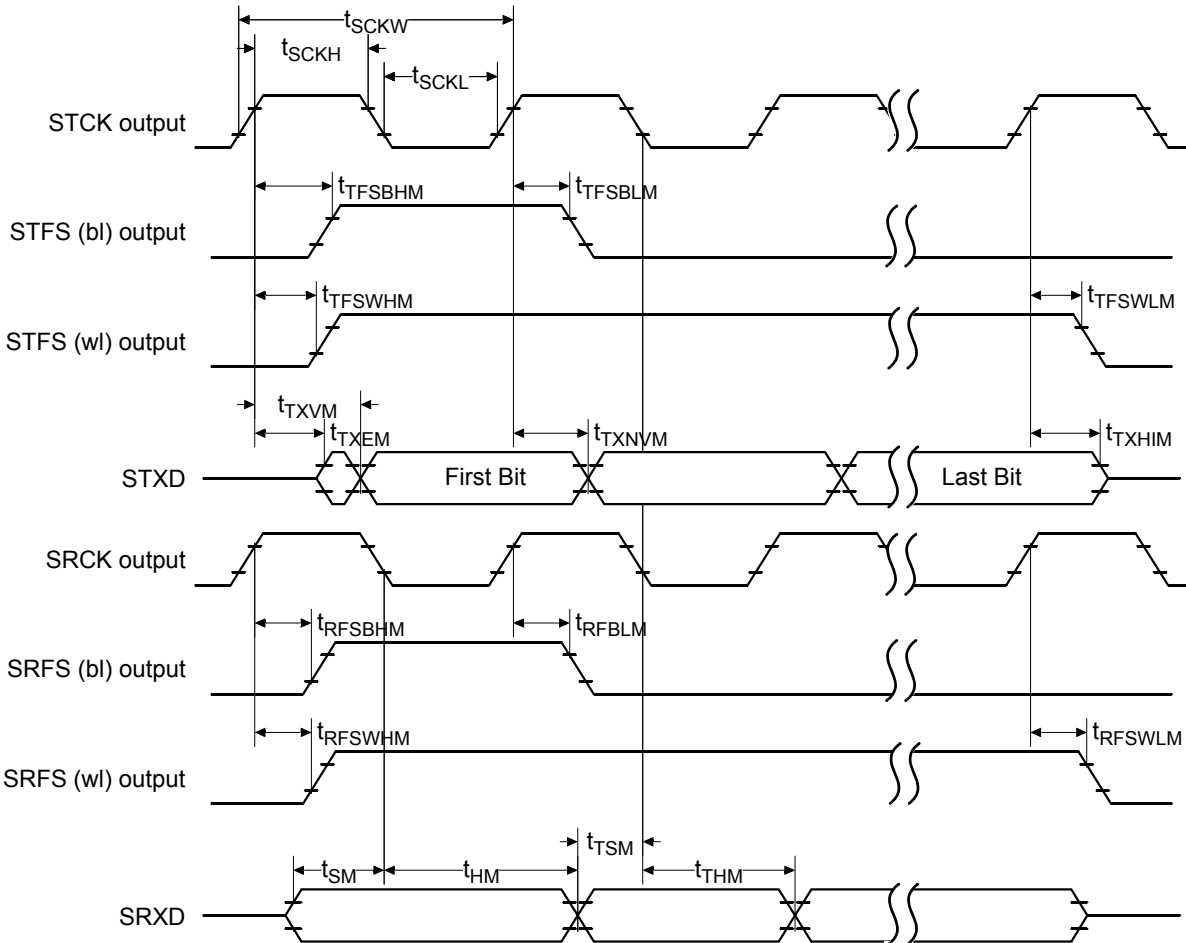 tSCKW
tSCKH
tSCKL
STCK output
tTFSBHM
tTFSBLM
STFS (bl) output
tTFSWHM
tTFSWLM
STFS (wl) output
tTXVM
tTXEM
tTXNVM
tTXHIM
STXD
First Bit
Last Bit
SRCK output
tRFSBHM
tRFBLM
SRFS (bl) output
tRFSWHM
tRFSWLM
SRFS (wl) output
tTSM
tSM
tHM
tTHM
SRXD